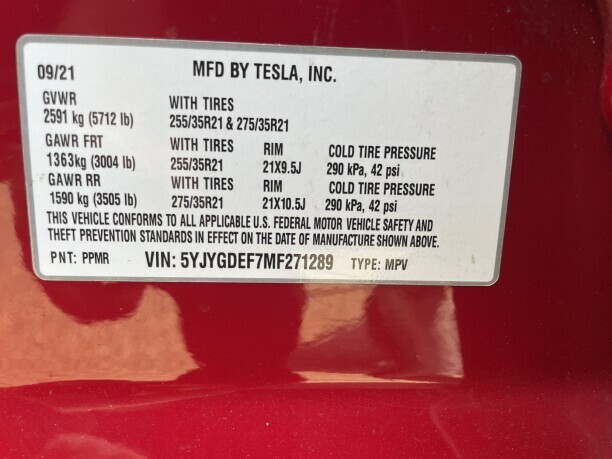 09/21 MFD BY TESLA, INC.
GVWR WITH TIRES
2591 kg (5712 lb) 255/35R21 & 275/35R21
GAWR FRT WITH TIRES RIM COLD TIRE PRESSURE
1363kg (3004 lb) 255/35R21 21X9.5J 290 kPa, 42 psi
GAWR RR WITH TIRES RIM COLD TIRE PRESSURE
1590 kg (3505 lb) 275/35R21 21X10.5J 290 kPa, 42 psi
THIS VEHICLE CONFORMS TO ALL APPLICABLE U.S. FEDERAL MOTOR VEHICLE SAFETY AND
THEFT PREVENTION STANDARDS IN EFFECT ON THE DATE OF MANUFACTURE SHOWN ABOVE.
PNT: PPMR VIN: 5YJYGDEF7MF271289 TYPE: MPV